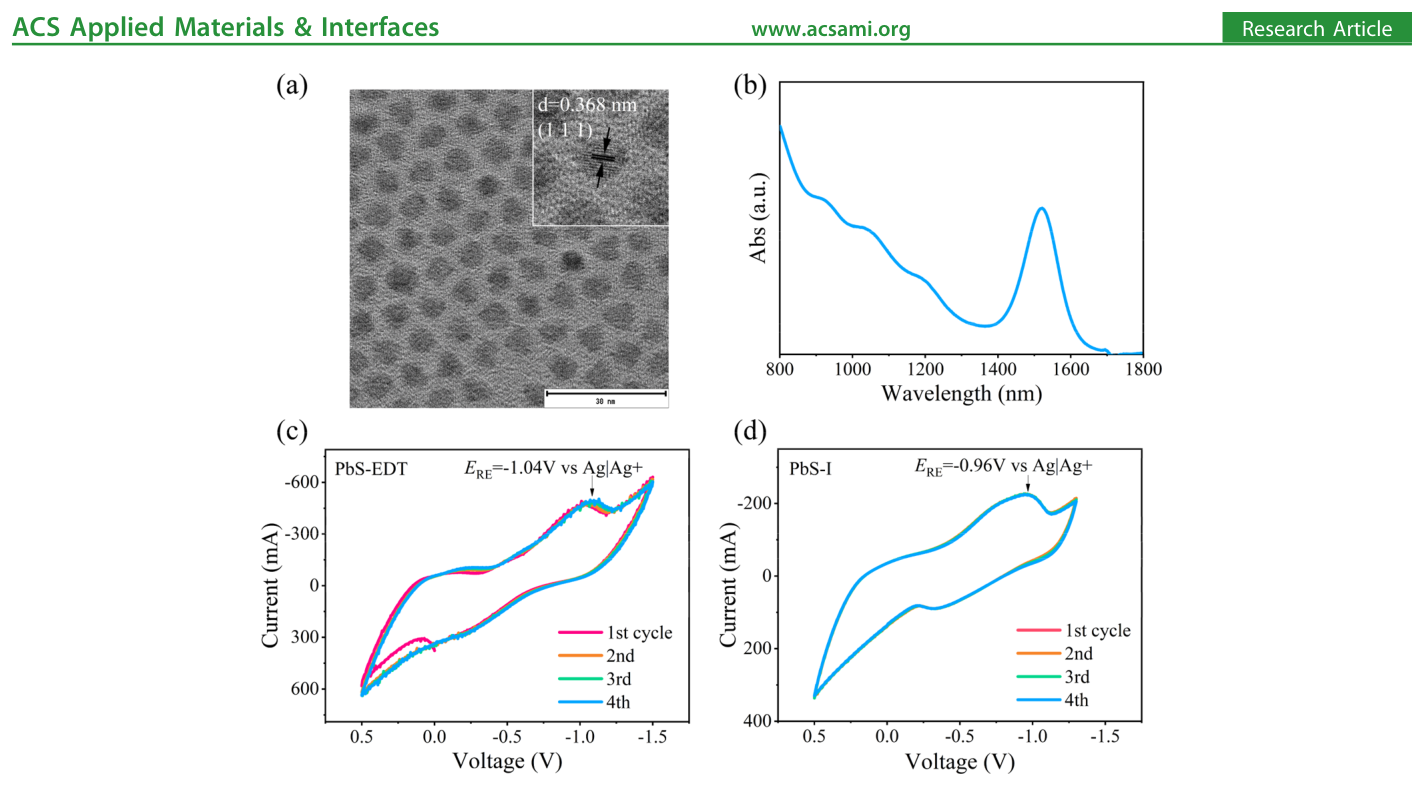 ACS Applied Materials & Interfaces
www.acsami.org
Research Article
(a)
d=0.368 nm
(1 1 1)
30 nm
(b)
Abs (a.u.)
800 1000 1200 1400 1600 1800
Wavelength (nm)
(c)
PbS-EDT
E_RE=-1.04V vs Ag|Ag+
-600
-300
0
300
600
Current (mA)
1st cycle
2nd
3rd
4th
0.5 0.0 -0.5 -1.0 -1.5
Voltage (V)
(d)
PbS-I
E_RE=-0.96V vs Ag|Ag+
-200
0
200
400
Current (mA)
1st cycle
2nd
3rd
4th
0.5 0.0 -0.5 -1.0 -1.5
Voltage (V)